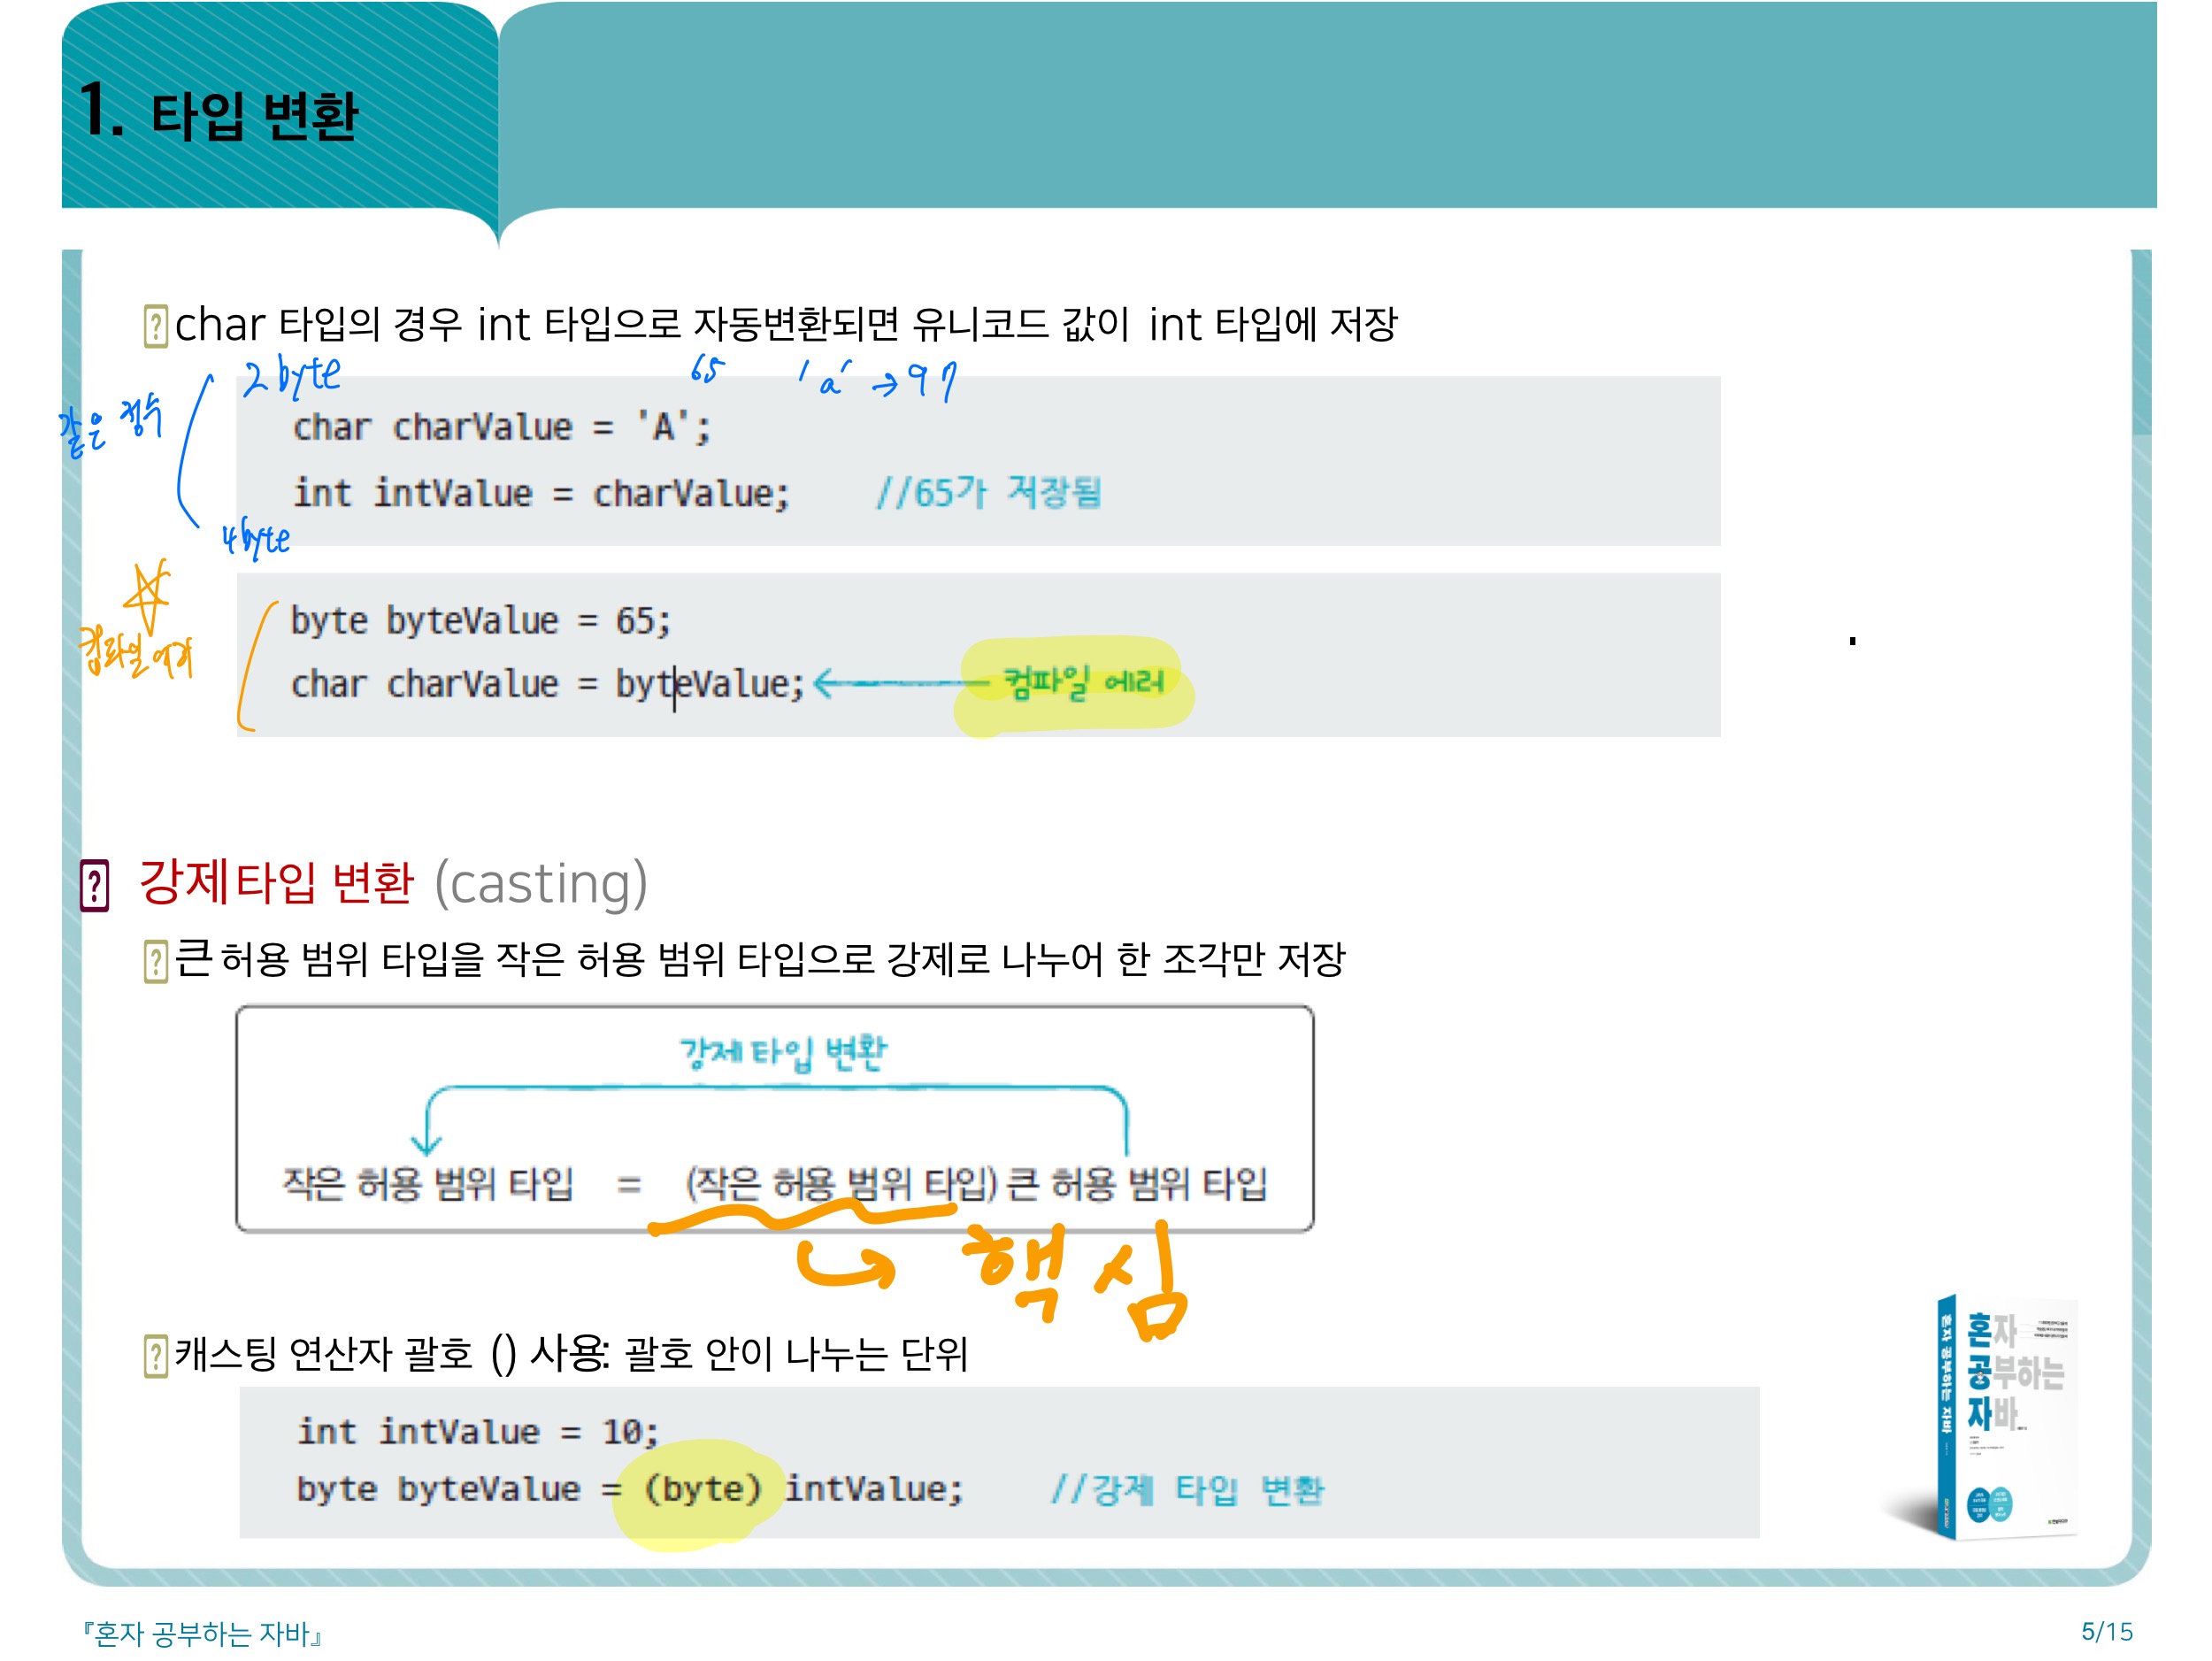 1. 타입 변환
char 타입의 경우 int 타입으로 자동변환되면 유니코드 값이 int 타입에 저장
2byte 65 'a' → 97
같은 정수
char charValue = 'A';
int intValue = charValue; //65가 저장됨
4byte
byte byteValue = 65;
컴파일 에러
char charValue = byteValue; ← 컴파일 에러
강제타입 변환 (casting)
큰 허용 범위 타입을 작은 허용 범위 타입으로 강제로 나누어 한 조각만 저장
강제 타입 변환
작은 허용 범위 타입 = (작은 허용 범위 타입) 큰 허용 범위 타입
핵심
캐스팅 연산자 괄호 () 사용: 괄호 안이 나누는 단위
int intValue = 10;
byte byteValue = (byte) intValue; //강제 타입 변환
혼자
공부하는
자바
혼자 공부하는 자바
『혼자 공부하는 자바』
5/15